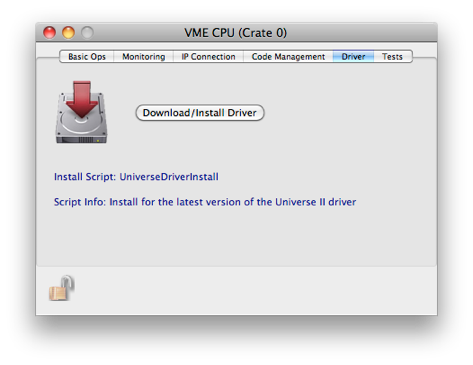 VME CPU (Crate 0)
Basic Ops Monitoring IP Connection Code Management Driver Tests
Download/Install Driver
Install Script: UniverseDriverInstall
Script Info: Install for the latest version of the Universe II driver